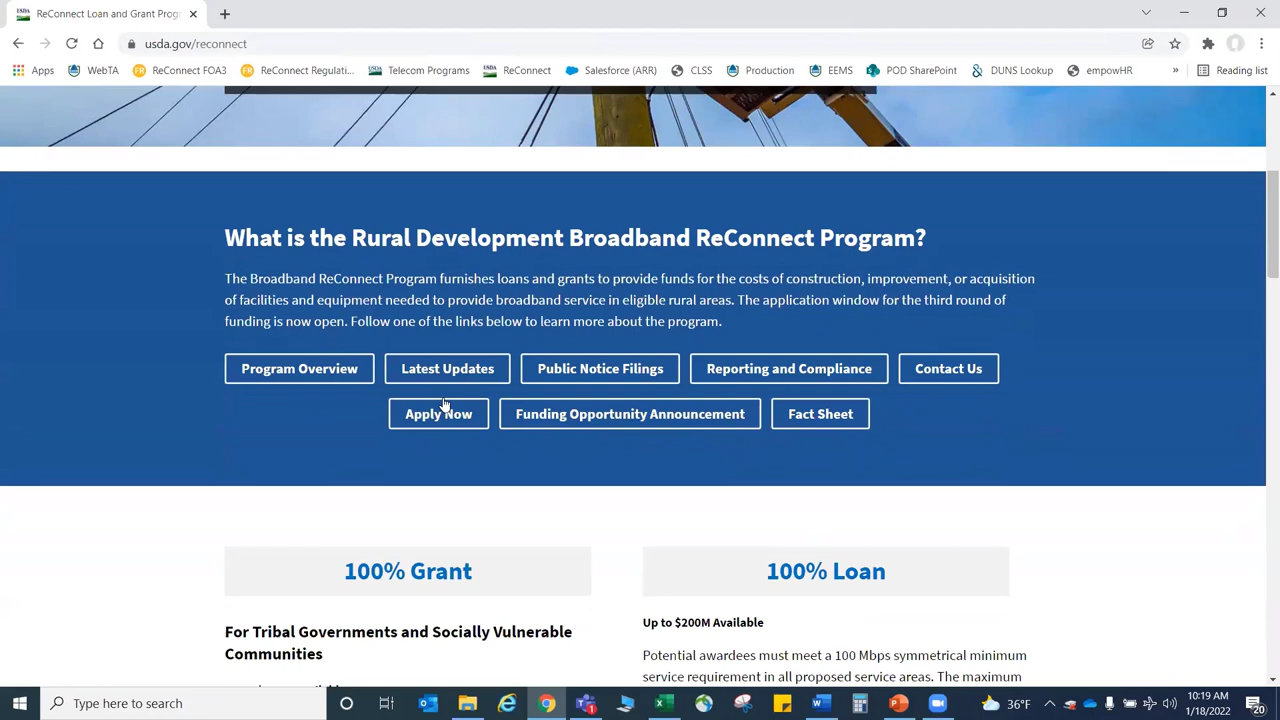 ReConnect Loan and Grant Prog
usda.gov/reconnect
Apps WebTA ReConnect FOA3 ReConnect Regulati... Telecom Programs ReConnect Salesforce (ARR) CLSS Production EEMS POD SharePoint DUNS Lookup empowHR » Reading list
What is the Rural Development Broadband ReConnect Program?
The Broadband ReConnect Program furnishes loans and grants to provide funds for the costs of construction, improvement, or acquisition
of facilities and equipment needed to provide broadband service in eligible rural areas. The application window for the third round of
funding is now open. Follow one of the links below to learn more about the program.
Program Overview Latest Updates Public Notice Filings Reporting and Compliance Contact Us
Apply Now Funding Opportunity Announcement Fact Sheet
100% Grant
For Tribal Governments and Socially Vulnerable
Communities
100% Loan
Up to $200M Available
Potential awardees must meet a 100 Mbps symmetrical minimum
service requirement in all proposed service areas. The maximum
Type here to search
36°F
10:19 AM
1/18/2022
20